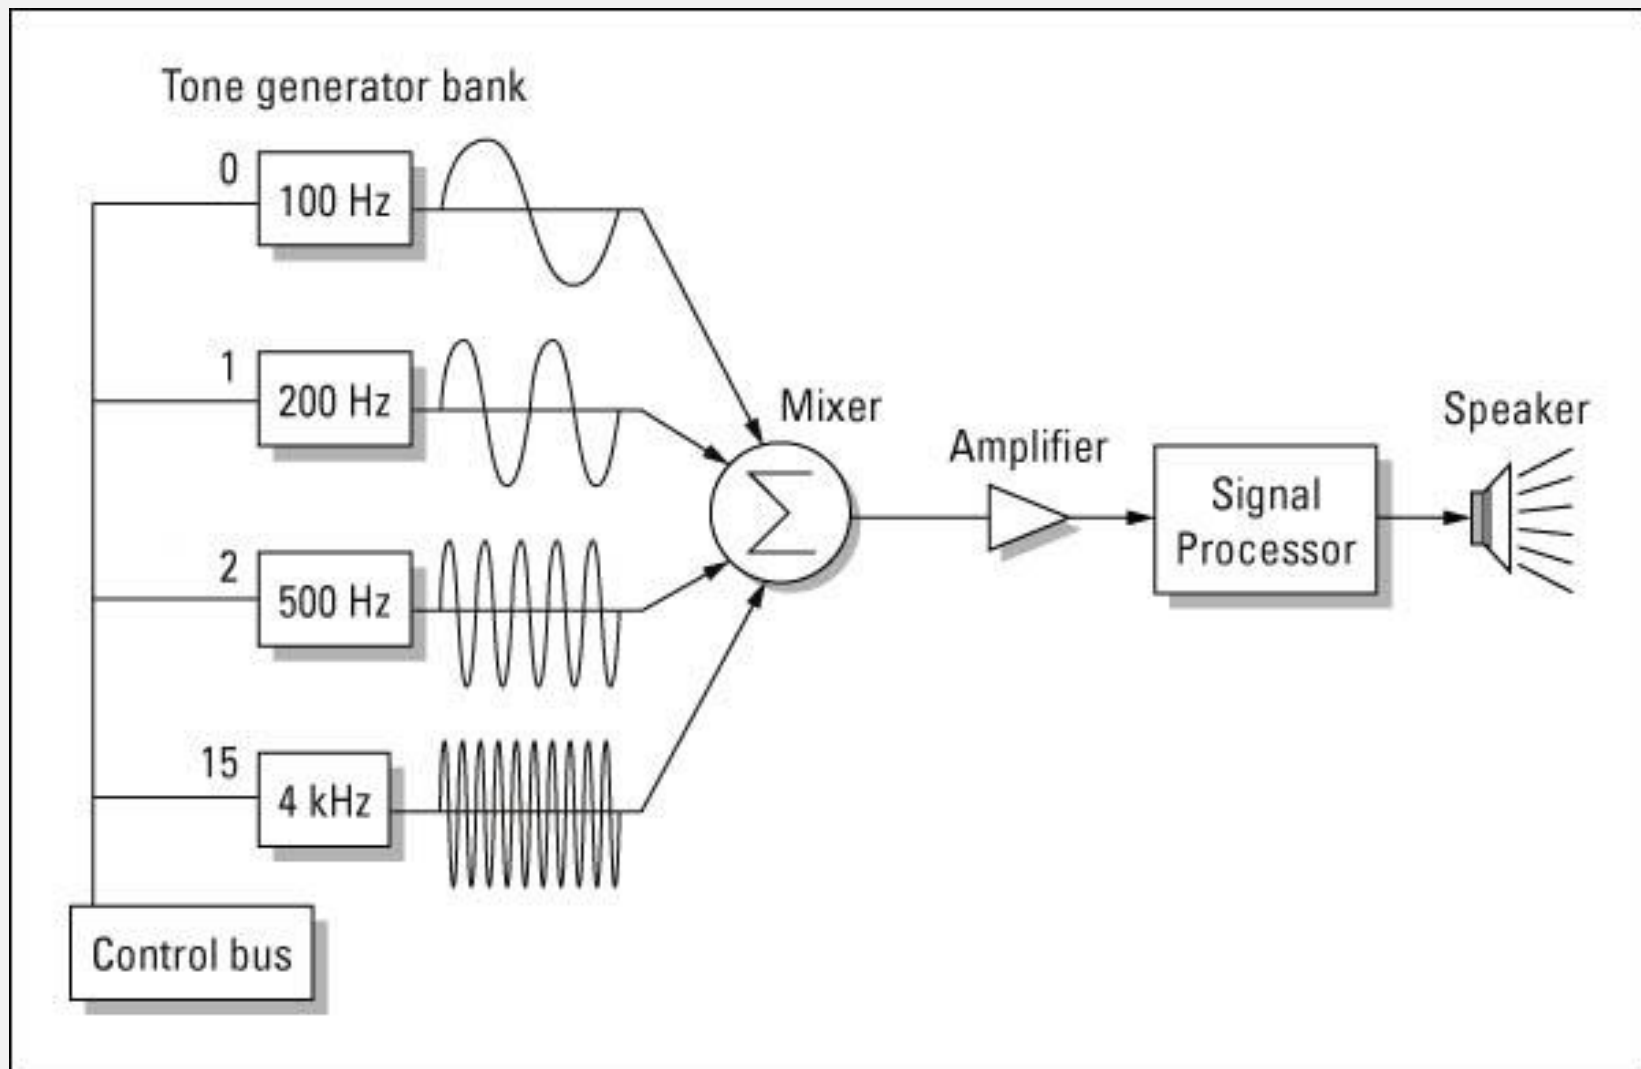 Tone generator bank
0
100 Hz
1
200 Hz
2
500 Hz
15
4 kHz
Control bus
Mixer
Σ
Amplifier
Signal
Processor
Speaker